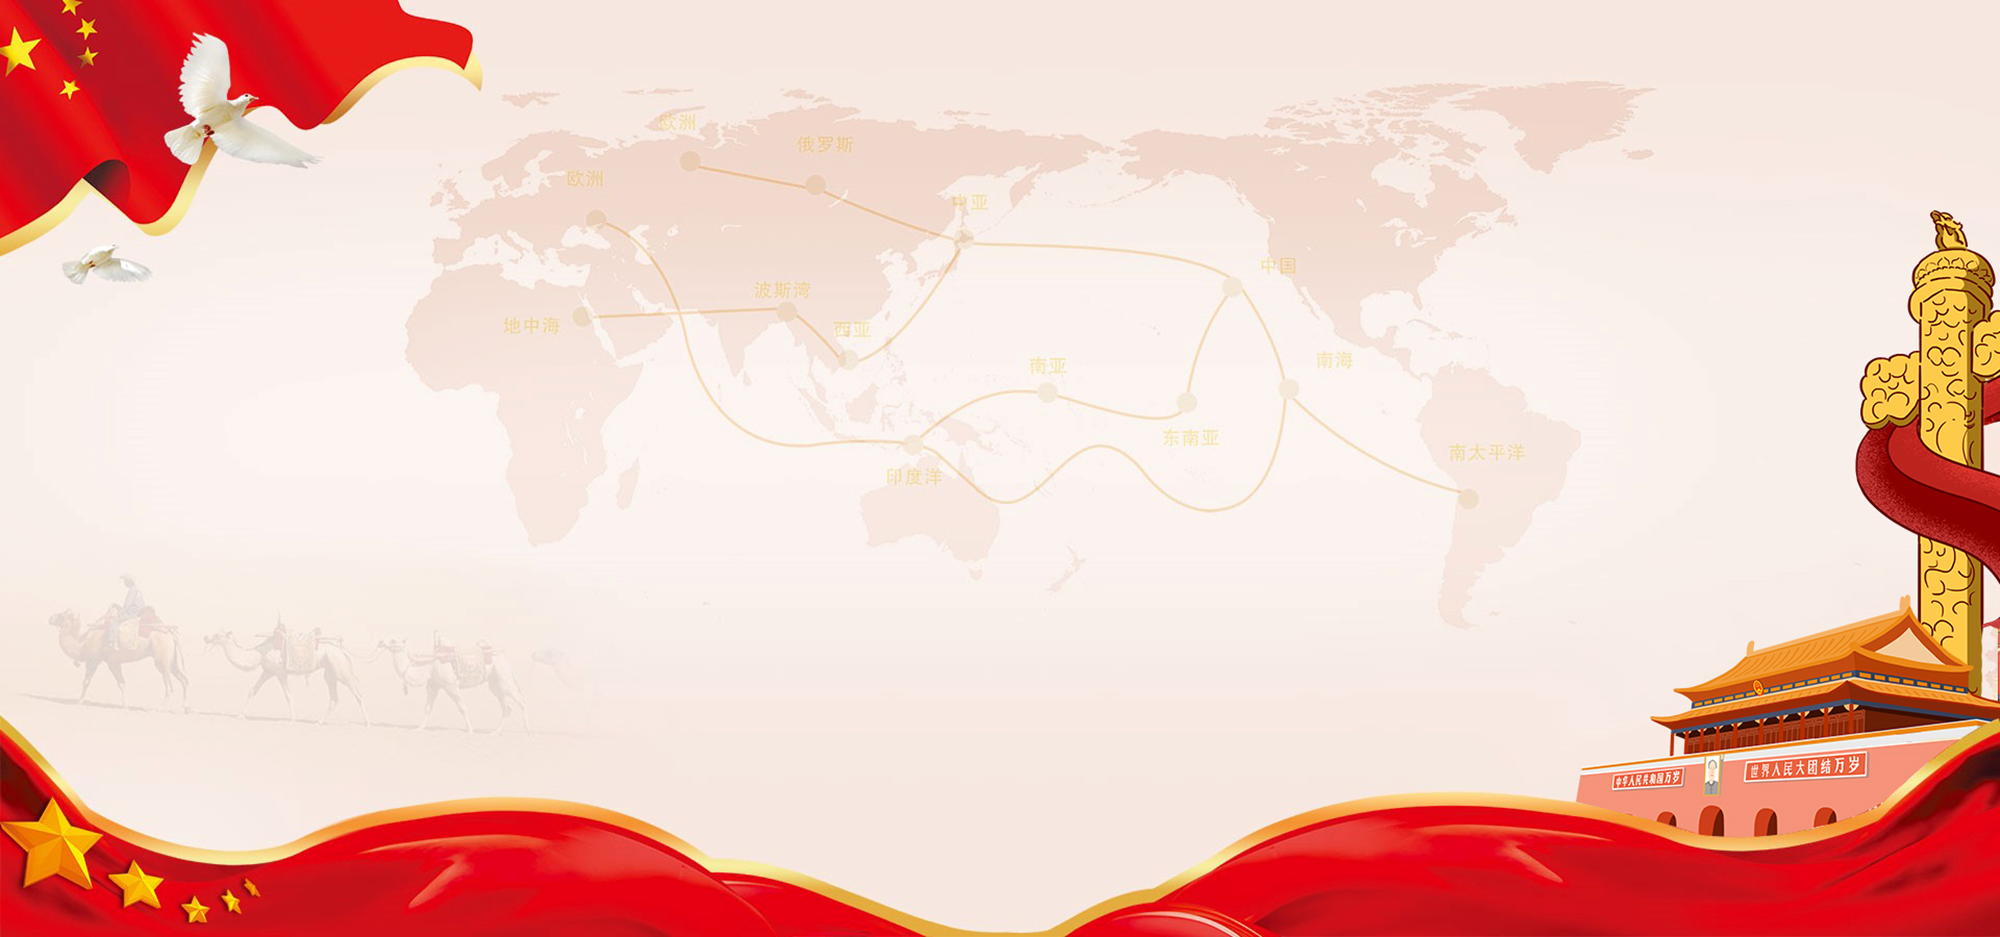 欧洲
俄罗斯
欧洲
中亚
中国
波斯湾
地中海
西亚
南亚
南海
东南亚
南太平洋
印度洋
中华人民共和国万岁
世界人民大团结万岁